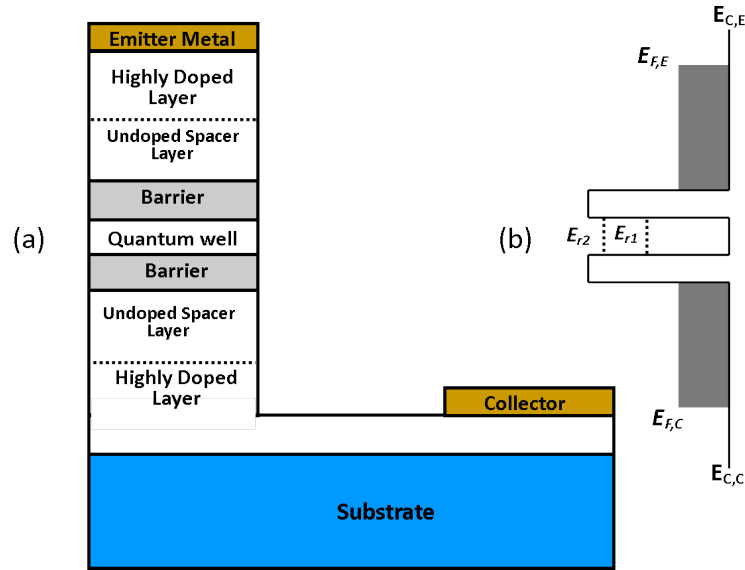 Emitter Metal
Highly Doped
Layer
Undoped Spacer
Layer
Barrier
Quantum well
Barrier
Undoped Spacer
Layer
Highly Doped
Layer
Collector
Substrate
(a)
(b)
E_{C,E}
E_{F,E}
E_{r2}
E_{r1}
E_{F,C}
E_{C,C}